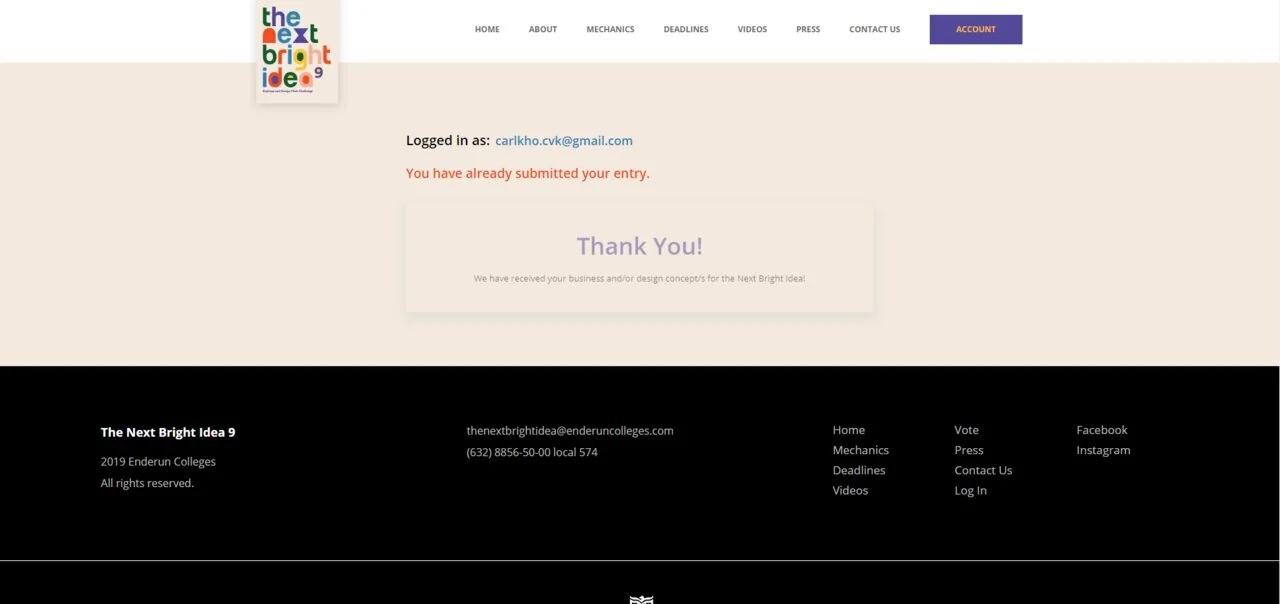 the
next
bright
idea 9
Business and Design Pitch Challenge
HOME ABOUT MECHANICS DEADLINES VIDEOS PRESS CONTACT US ACCOUNT
Logged in as: carlkho.cvk@gmail.com
You have already submitted your entry.
Thank You!
We have received your business and/or design concept/s for the Next Bright Idea!
The Next Bright Idea 9
2019 Enderun Colleges
All rights reserved.
thenextbrightidea@enderuncolleges.com
(632) 8856-50-00 local 574
Home
Mechanics
Deadlines
Videos
Vote
Press
Contact Us
Log In
Facebook
Instagram